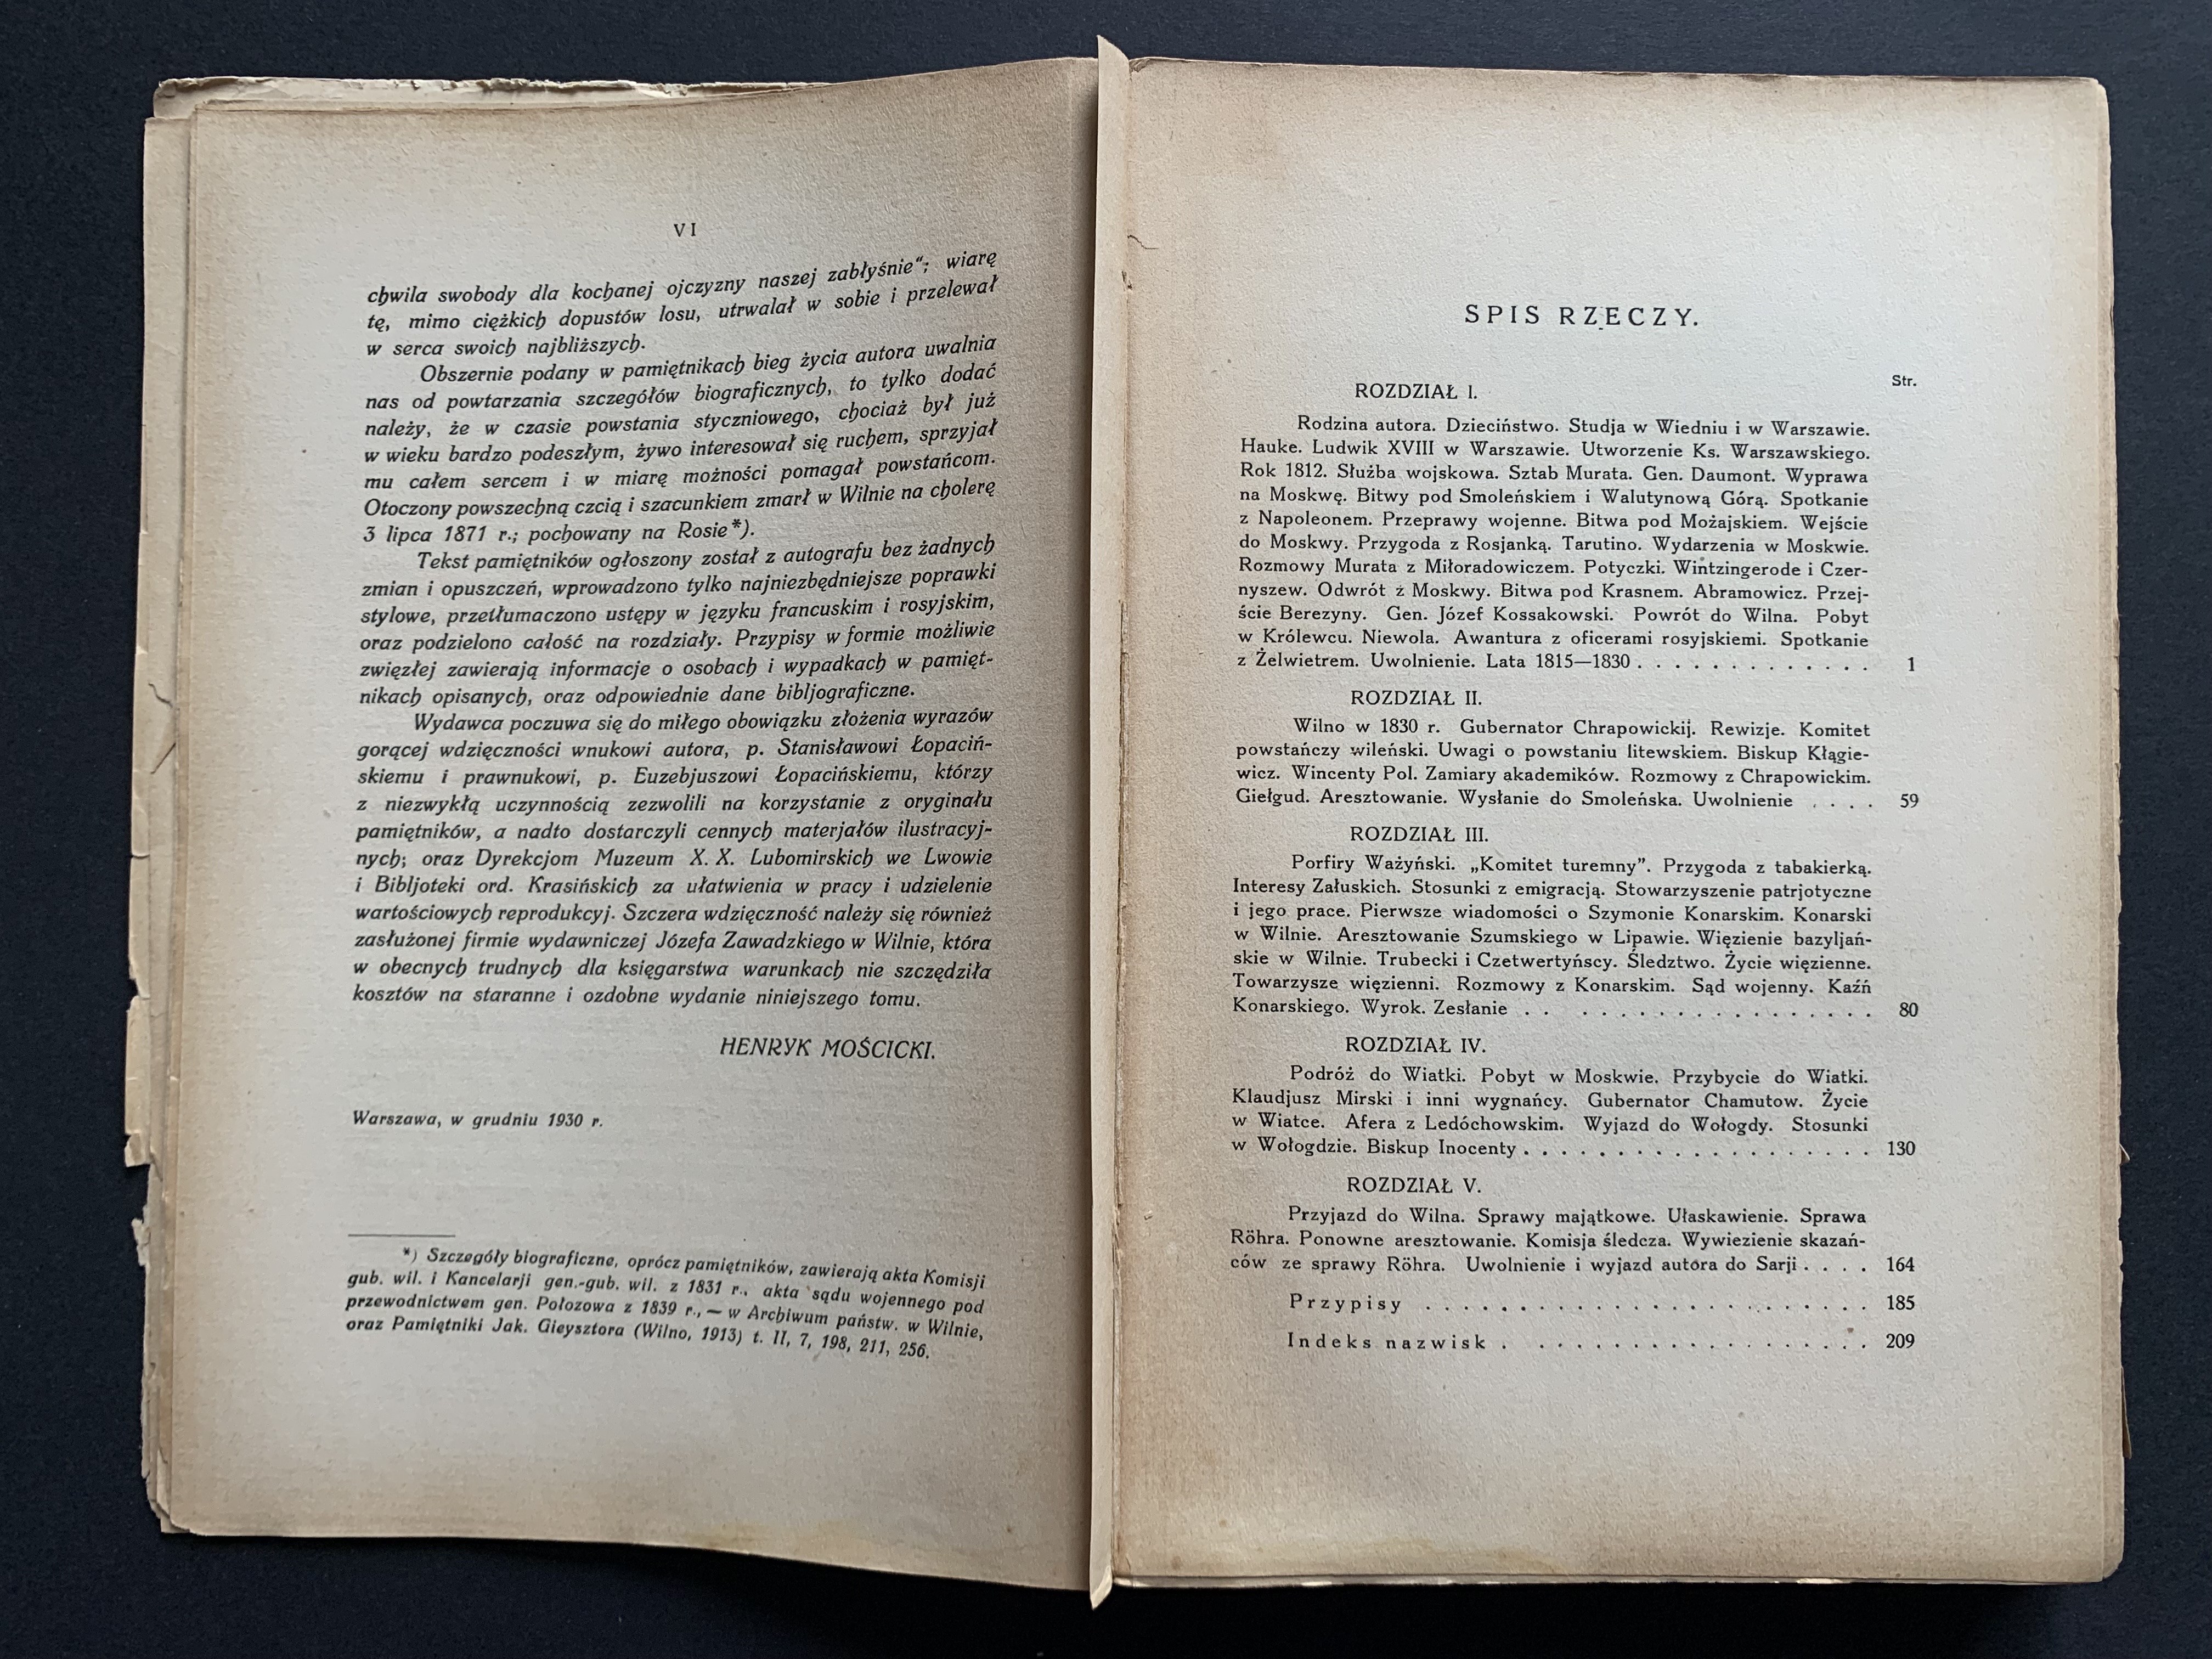 VI
chwila swobody dla kochanej ojczyzny naszej zabłyśnie“; wiarę
tę, mimo ciężkich dopustów losu, utrwalał w sobie i przelewał
w serca swoich najbliższych.
Obszernie podany w pamiętnikach bieg życia autora uwalnia
nas od powtarzania szczegółów biograficznych, to tylko dodać
należy, że w czasie powstania styczniowego, chociaż był już
w wieku bardzo podeszłym, żywo interesował się ruchem, sprzyjał
mu całem sercem i w miarę możności pomagał powstańcom.
Otoczony powszechną czcią i szacunkiem zmarł w Wilnie na cholerę
3 lipca 1871 r.; pochowany na Rosie*).
Tekst pamiętników ogłoszony został z autografu bez żadnych
zmian i opuszczeń, wprowadzono tylko najniezbędniejsze poprawki
stylowe, przetłumaczono ustępy w języku francuskim i rosyjskim,
oraz podzielono całość na rozdziały. Przypisy w formie możliwie
zwięzłej zawierają informacje o osobach i wypadkach w pamięt-
nikach opisanych, oraz odpowiednie dane bibljograficzne.
Wydawca poczuwa się do miłego obowiązku złożenia wyrazów
gorącej wdzięczności wnukowi autora, p. Stanisławowi Łopaciń-
skiemu i prawnukowi, p. Euzebjuszowi Łopacińskiemu, którzy
z niezwykłą uczynnością zezwolili na korzystanie z oryginału
pamiętników, a nadto dostarczyli cennych materjałów ilustracyj-
nych; oraz Dyrekcjom Muzeum X. X. Lubomirskich we Lwowie
i Bibljoteki ord. Krasińskich za ułatwienia w pracy i udzielenie
wartościowych reprodukcyj. Szczera wdzięczność należy się również
zasłużonej firmie wydawniczej Józefa Zawadzkiego w Wilnie, która
w obecnych trudnych dla księgarstwa warunkach nie szczędziła
kosztów na staranne i ozdobne wydanie niniejszego tomu.
HENRYK MOŚCICKI.
Warszawa, w grudniu 1930 r.
*) Szczegóły biograficzne, oprócz pamiętników, zawierają akta Komisji
gub. wil. i Kancelarji gen.-gub. wil. z 1831 r., akta sądu wojennego pod
przewodnictwem gen. Połozowa z 1839 r., — w Archiwum państw. w Wilnie,
oraz Pamiętniki Jak. Gieysztora (Wilno, 1913) t. II, 7, 198, 211, 256.
SPIS RZECZY.
Str.
ROZDZIAŁ I.
Rodzina autora. Dzieciństwo. Studja w Wiedniu i w Warszawie.
Hauke. Ludwik XVIII w Warszawie. Utworzenie Ks. Warszawskiego.
Rok 1812. Służba wojskowa. Sztab Murata. Gen. Daumont. Wyprawa
na Moskwę. Bitwy pod Smoleńskiem i Walutynową Górą. Spotkanie
z Napoleonem. Przeprawy wojenne. Bitwa pod Możajskiem. Wejście
do Moskwy. Przygoda z Rosjanką. Tarutino. Wydarzenia w Moskwie.
Rozmowy Murata z Miłoradowiczem. Potyczki. Wintzingerode i Czer-
nyszew. Odwrót z Moskwy. Bitwa pod Krasnem. Abramowicz. Przej-
ście Berezyny. Gen. Józef Kossakowski. Powrót do Wilna. Pobyt
w Królewcu. Niewola. Awantura z oficerami rosyjskiemi. Spotkanie
z Żelwietrem. Uwolnienie. Lata 1815—1830 . . . . . . . . . . . . . 1
ROZDZIAŁ II.
Wilno w 1830 r. Gubernator Chrapowickij. Rewizje. Komitet
powstańczy wileński. Uwagi o powstaniu litewskiem. Biskup Kłągie-
wicz. Wincenty Pol. Zamiary akademików. Rozmowy z Chrapowickim.
Giełgud. Aresztowanie. Wysłanie do Smoleńska. Uwolnienie . . . . 59
ROZDZIAŁ III.
Porfiry Ważyński. „Komitet turemny”. Przygoda z tabakierką.
Interesy Załuskich. Stosunki z emigracją. Stowarzyszenie patrjotyczne
i jego prace. Pierwsze wiadomości o Szymonie Konarskim. Konarski
w Wilnie. Aresztowanie Szumskiego w Lipawie. Więzienie bazyljań-
skie w Wilnie. Trubecki i Czetwertyńscy. Śledztwo. Życie więzienne.
Towarzysze więzienni. Rozmowy z Konarskim. Sąd wojenny. Kaźń
Konarskiego. Wyrok. Zesłanie . . . . . . . . . . . . . . . . . . 80
ROZDZIAŁ IV.
Podróż do Wiatki. Pobyt w Moskwie. Przybycie do Wiatki.
Klaudjusz Mirski i inni wygnańcy. Gubernator Chamutow. Życie
w Wiatce. Afera z Ledóchowskim. Wyjazd do Wołogdy. Stosunki
w Wołogdzie. Biskup Inocenty . . . . . . . . . . . . . . . . . . . 130
ROZDZIAŁ V.
Przyjazd do Wilna. Sprawy majątkowe. Ułaskawienie. Sprawa
Röhra. Ponowne aresztowanie. Komisja śledcza. Wywiezienie skazań-
ców ze sprawy Röhra. Uwolnienie i wyjazd autora do Sarji . . . . 164
Przypisy . . . . . . . . . . . . . . . . . . . . . . . . 185
Indeks nazwisk . . . . . . . . . . . . . . . . . . . 209